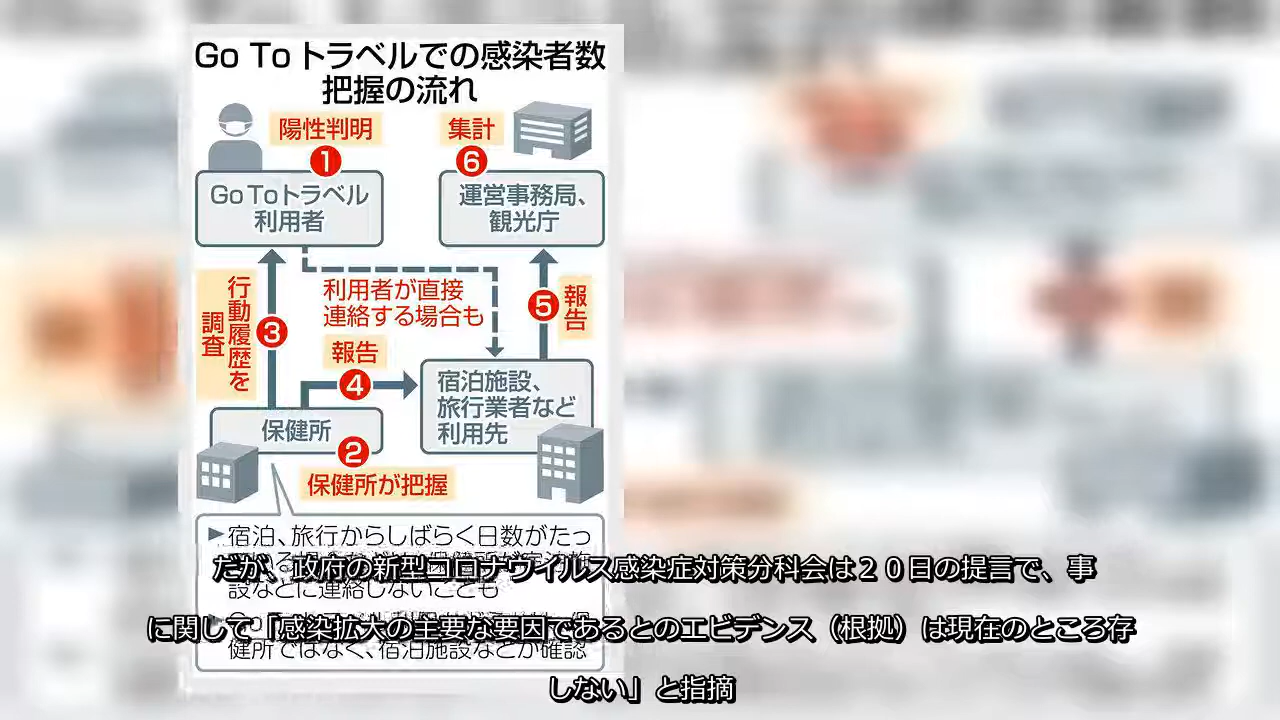 Go To トラベルでの感染者数
把握の流れ
陽性判明
1
Go Toトラベル
利用者
集計
6
運営事務局、
観光庁
行動履歴を
調査
3
利用者が直接
連絡する場合も
報告
4
5
報告
宿泊施設、
旅行業者など
利用先
保健所
2
保健所が把握
▶宿泊、旅行からしばらく日数がたっ
設などに連絡しないことも
健所ではなく、宿泊施設などが確認
だが、政府の新型コロナウイルス感染症対策分科会は２０日の提言で、事
に関して「感染拡大の主要な要因であるとのエビデンス（根拠）は現在のところ存
しない」と指摘